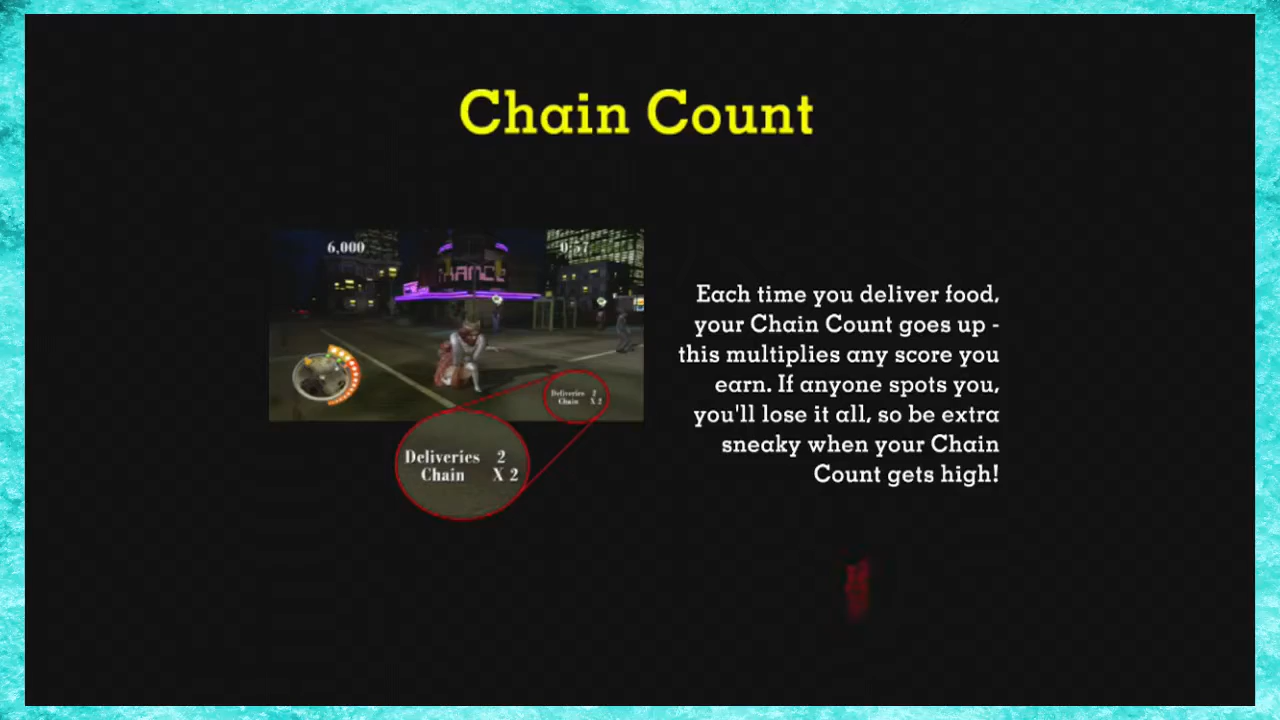 Chain Count
6,000
0:57
Deliveries 2
Chain X 2
Deliveries 2
Chain X 2
Each time you deliver food,
your Chain Count goes up -
this multiplies any score you
earn. If anyone spots you,
you'll lose it all, so be extra
sneaky when your Chain
Count gets high!